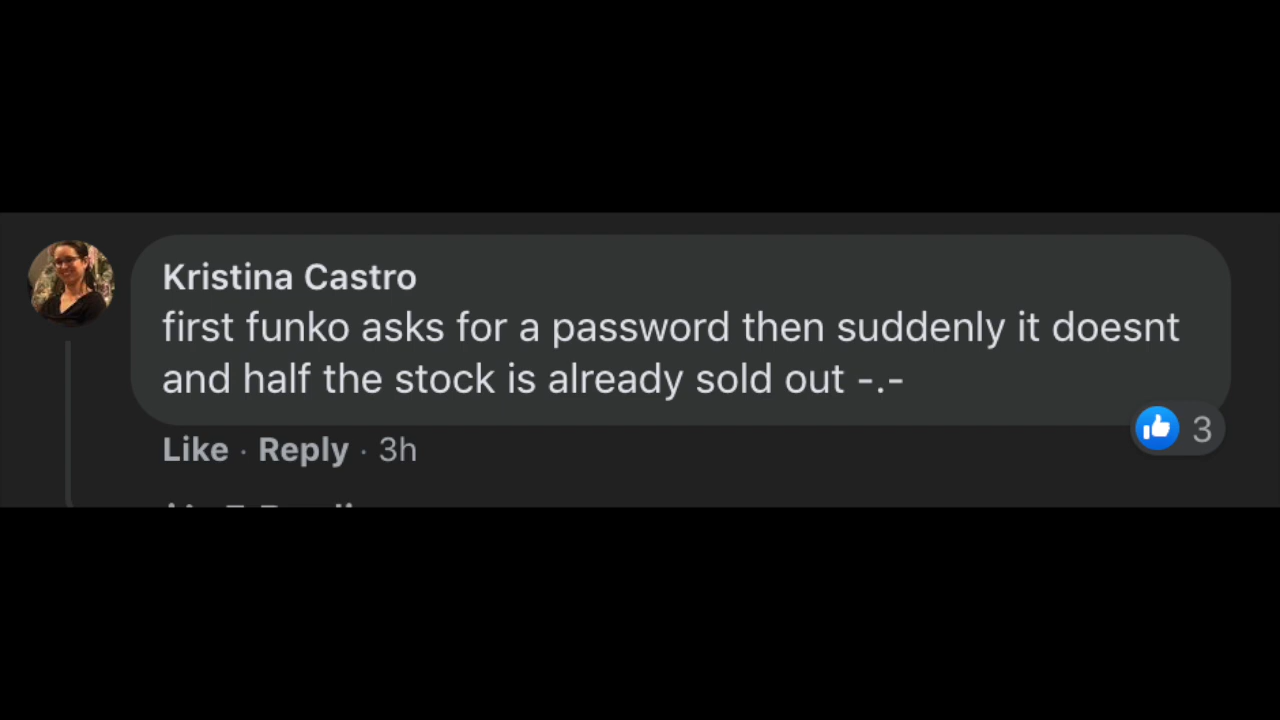 Kristina Castro
first funko asks for a password then suddenly it doesnt
and half the stock is already sold out -.-
3
Like · Reply · 3h